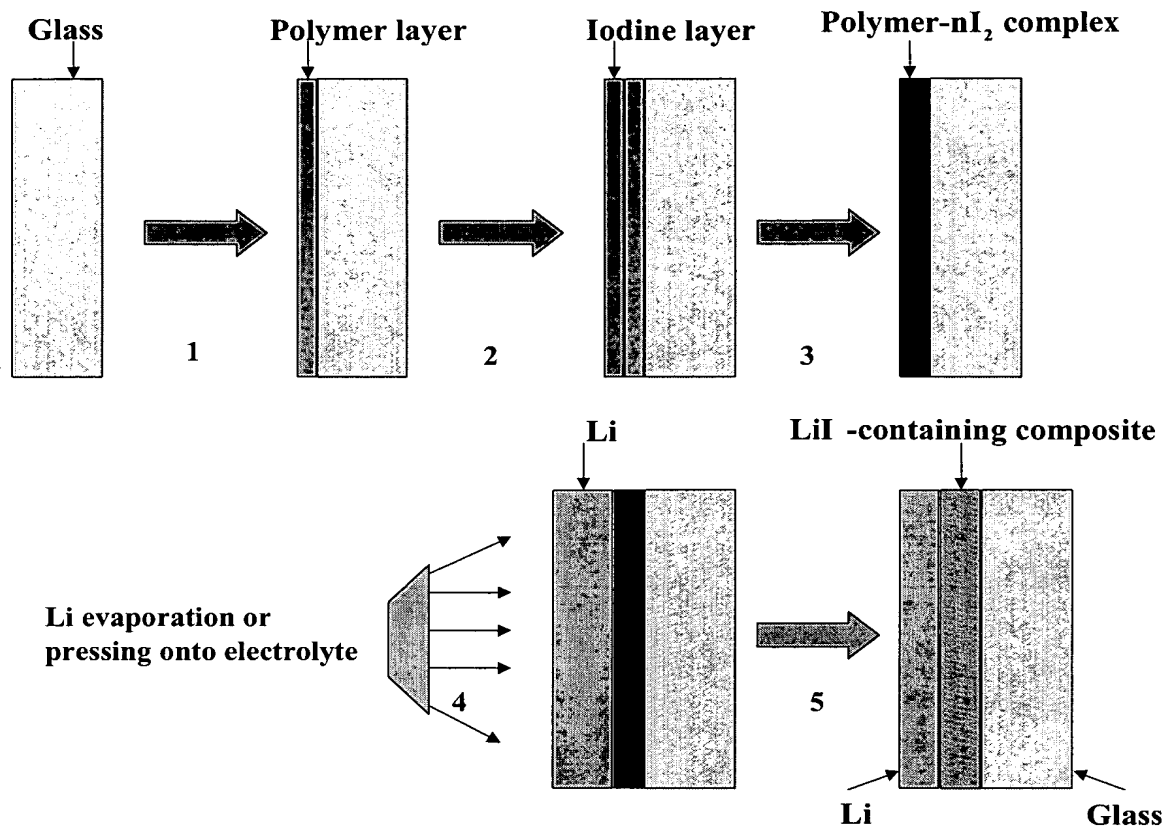 Glass
Polymer layer
Iodine layer
Polymer-nI₂ complex
1
2
3
Li
LiI -containing composite
Li evaporation or
pressing onto electrolyte
4
5
Li
Glass